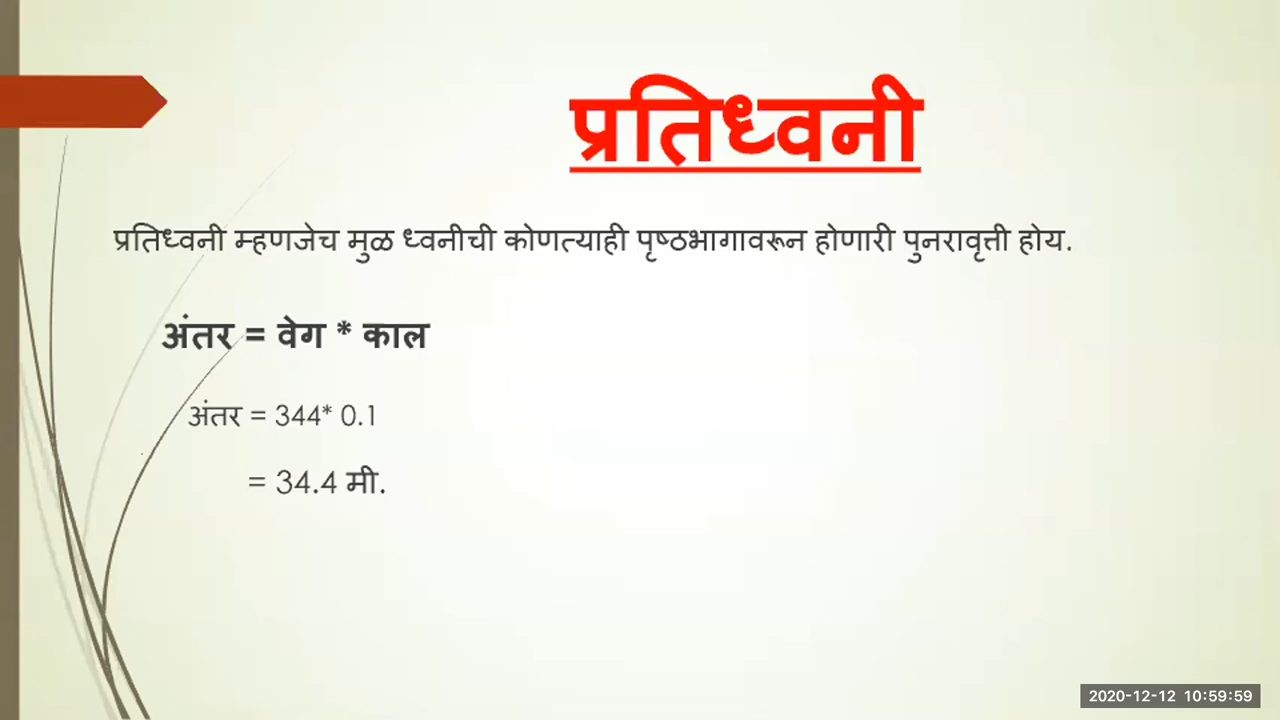 प्रतिध्वनी
प्रतिध्वनी म्हणजेच मुळ ध्वनीची कोणत्याही पृष्ठभागावरून होणारी पुनरावृत्ती होय.
अंतर = वेग * काल
अंतर = 344* 0.1
= 34.4 मी.
2020-12-12 10:59:59